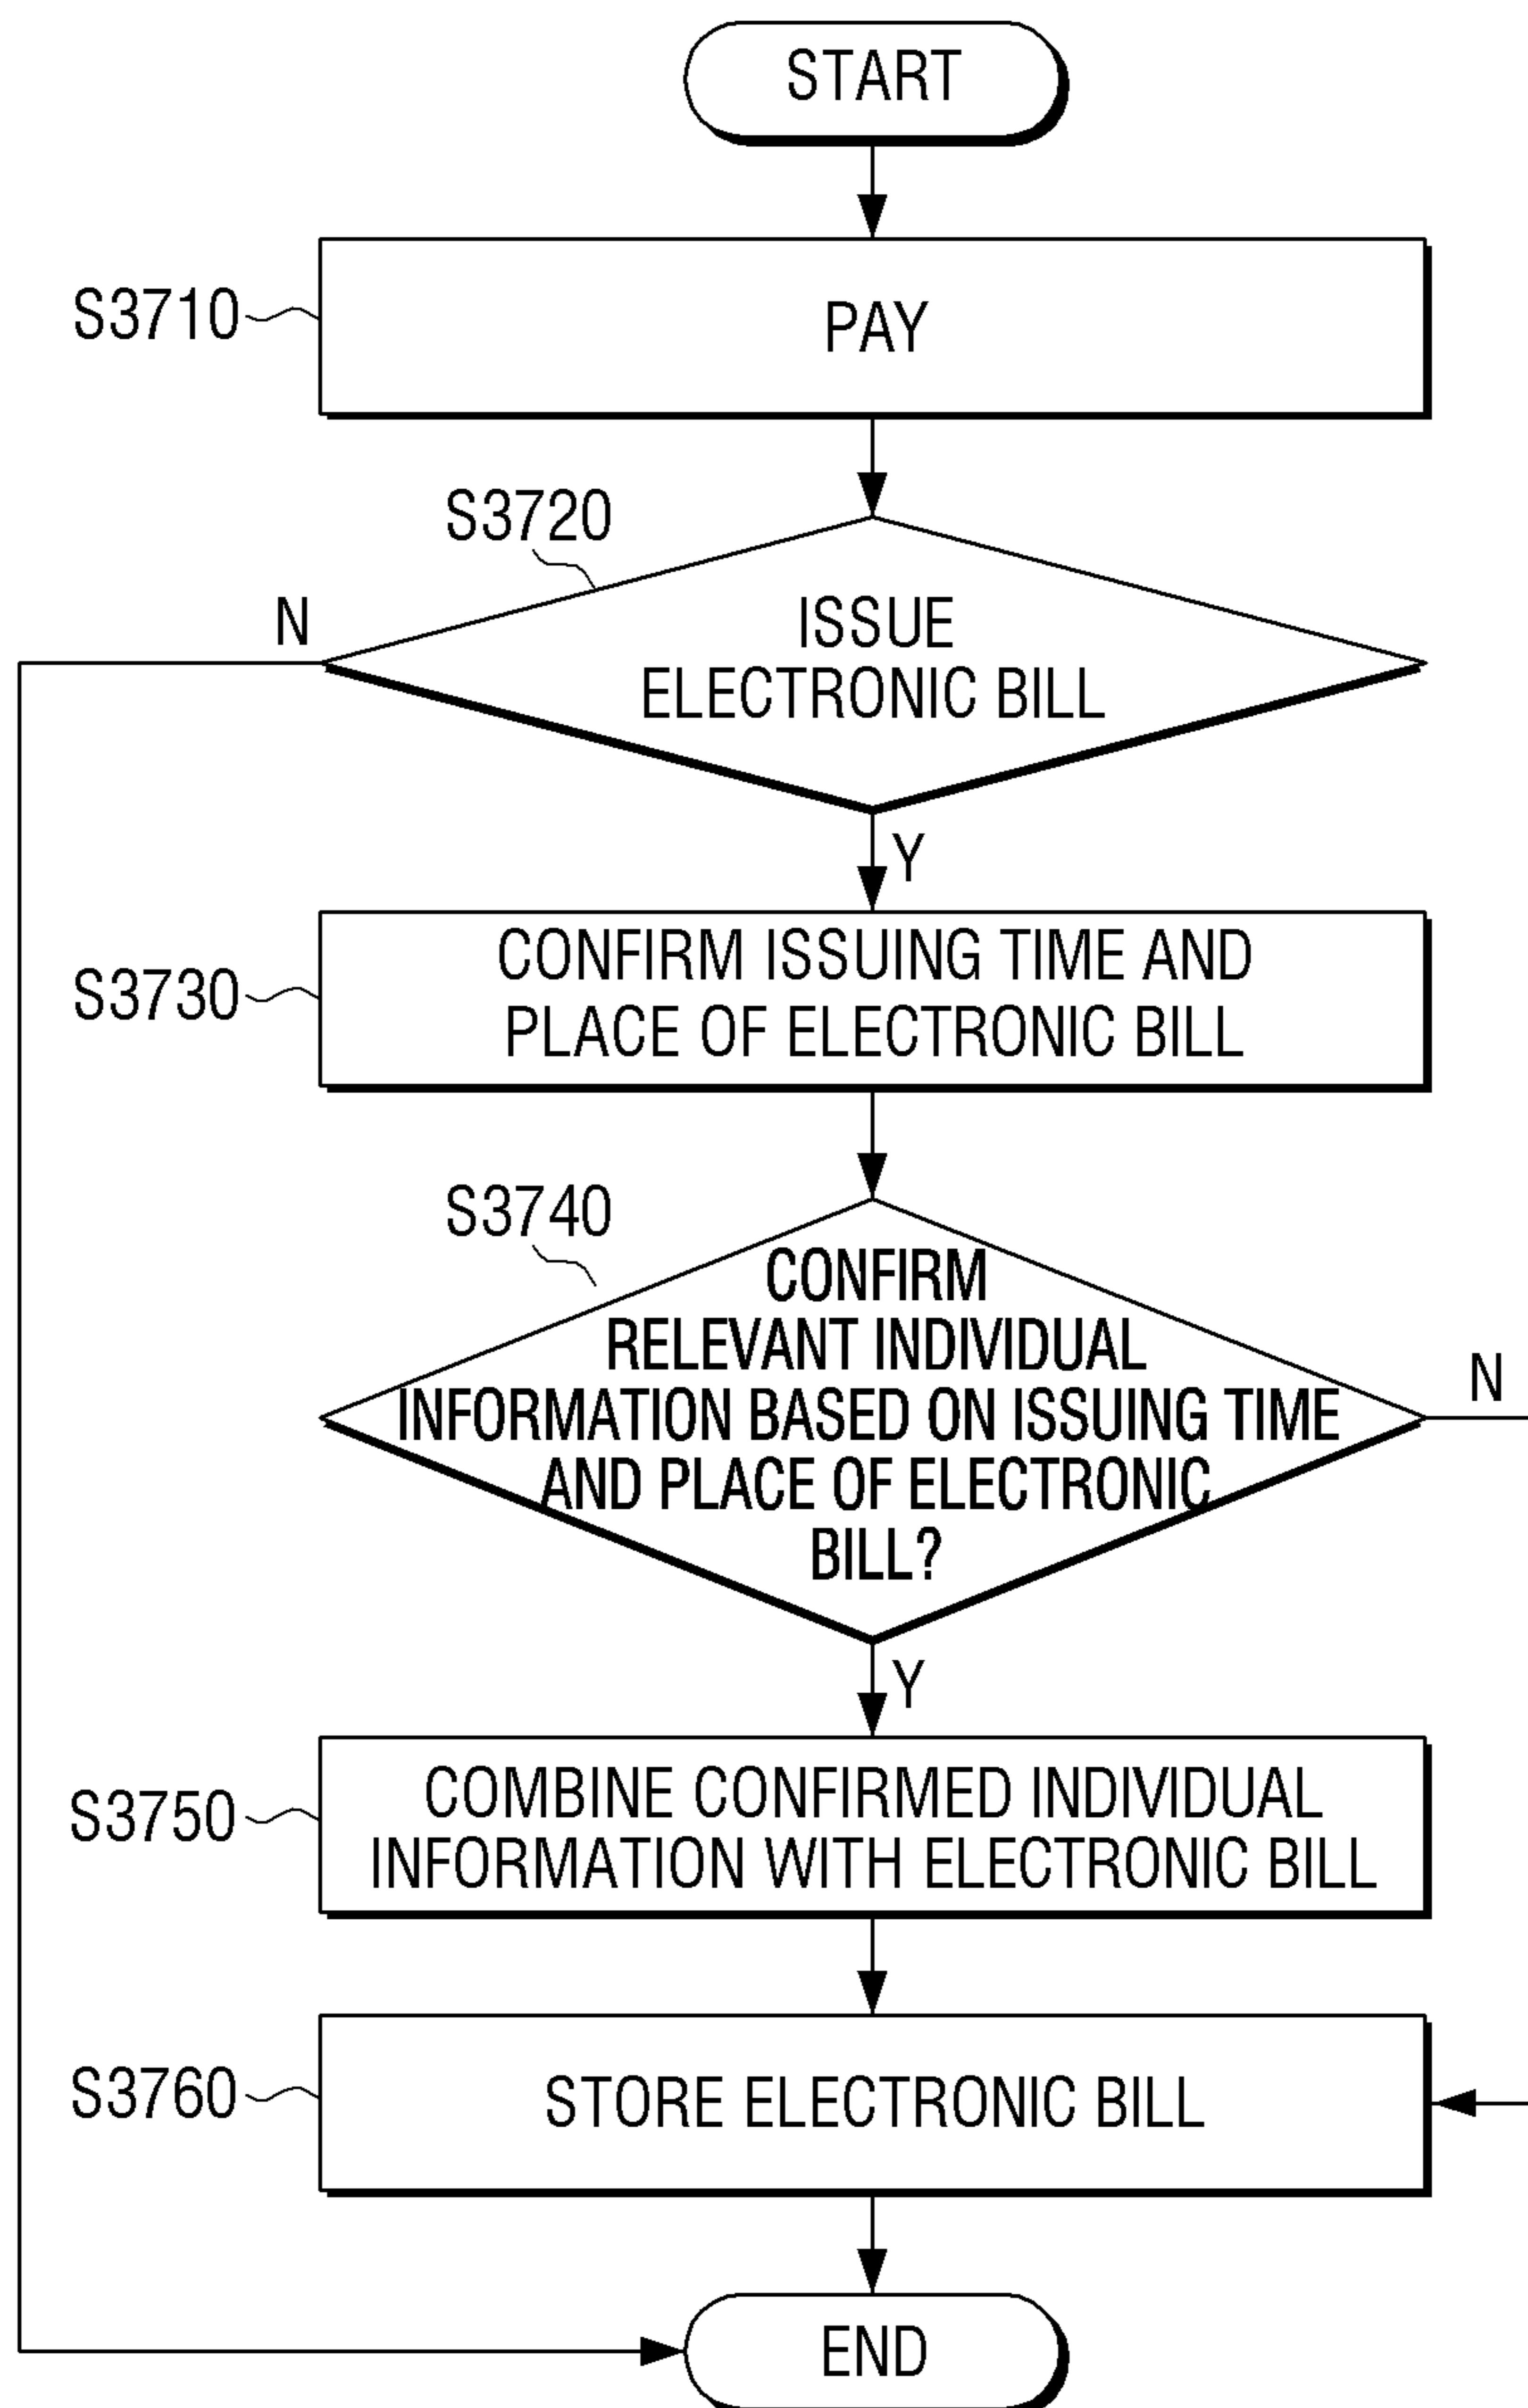 START
S3710
PAY
S3720
N
ISSUE
ELECTRONIC BILL
Y
S3730
CONFIRM ISSUING TIME AND
PLACE OF ELECTRONIC BILL
S3740
CONFIRM
RELEVANT INDIVIDUAL
INFORMATION BASED ON ISSUING TIME
AND PLACE OF ELECTRONIC
BILL?
N
Y
S3750
COMBINE CONFIRMED INDIVIDUAL
INFORMATION WITH ELECTRONIC BILL
S3760
STORE ELECTRONIC BILL
END